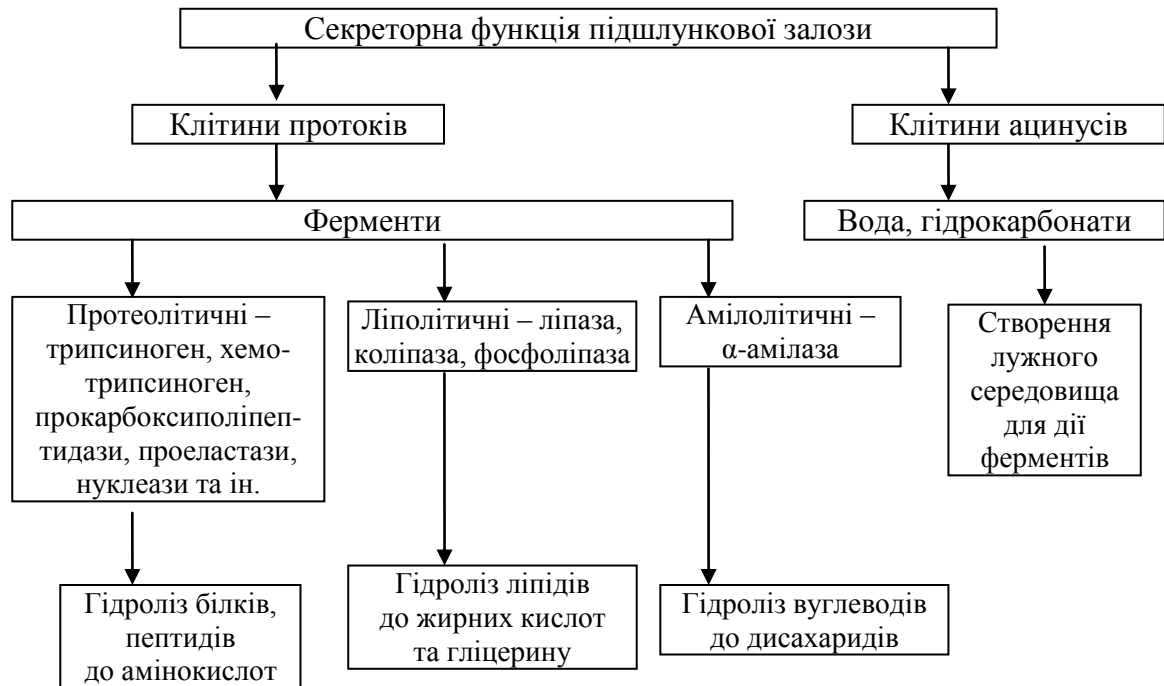 Секреторна функція підшлункової залози
Клітини протоків
Клітини ацинусів
Ферменти
Вода, гідрокарбонати
Протеолітичні –
трипсиноген, хемо-
трипсиноген,
прокарбоксиполіпеп-
тидази, проеластази,
нуклеази та ін.
Ліполітичні – ліпаза,
коліпаза, фосфоліпаза
Амілолітичні –
α-амілаза
Створення
лужного
середовища
для дії
ферментів
Гідроліз білків,
пептидів
до амінокислот
Гідроліз ліпідів
до жирних кислот
та гліцерину
Гідроліз вуглеводів
до дисахаридів